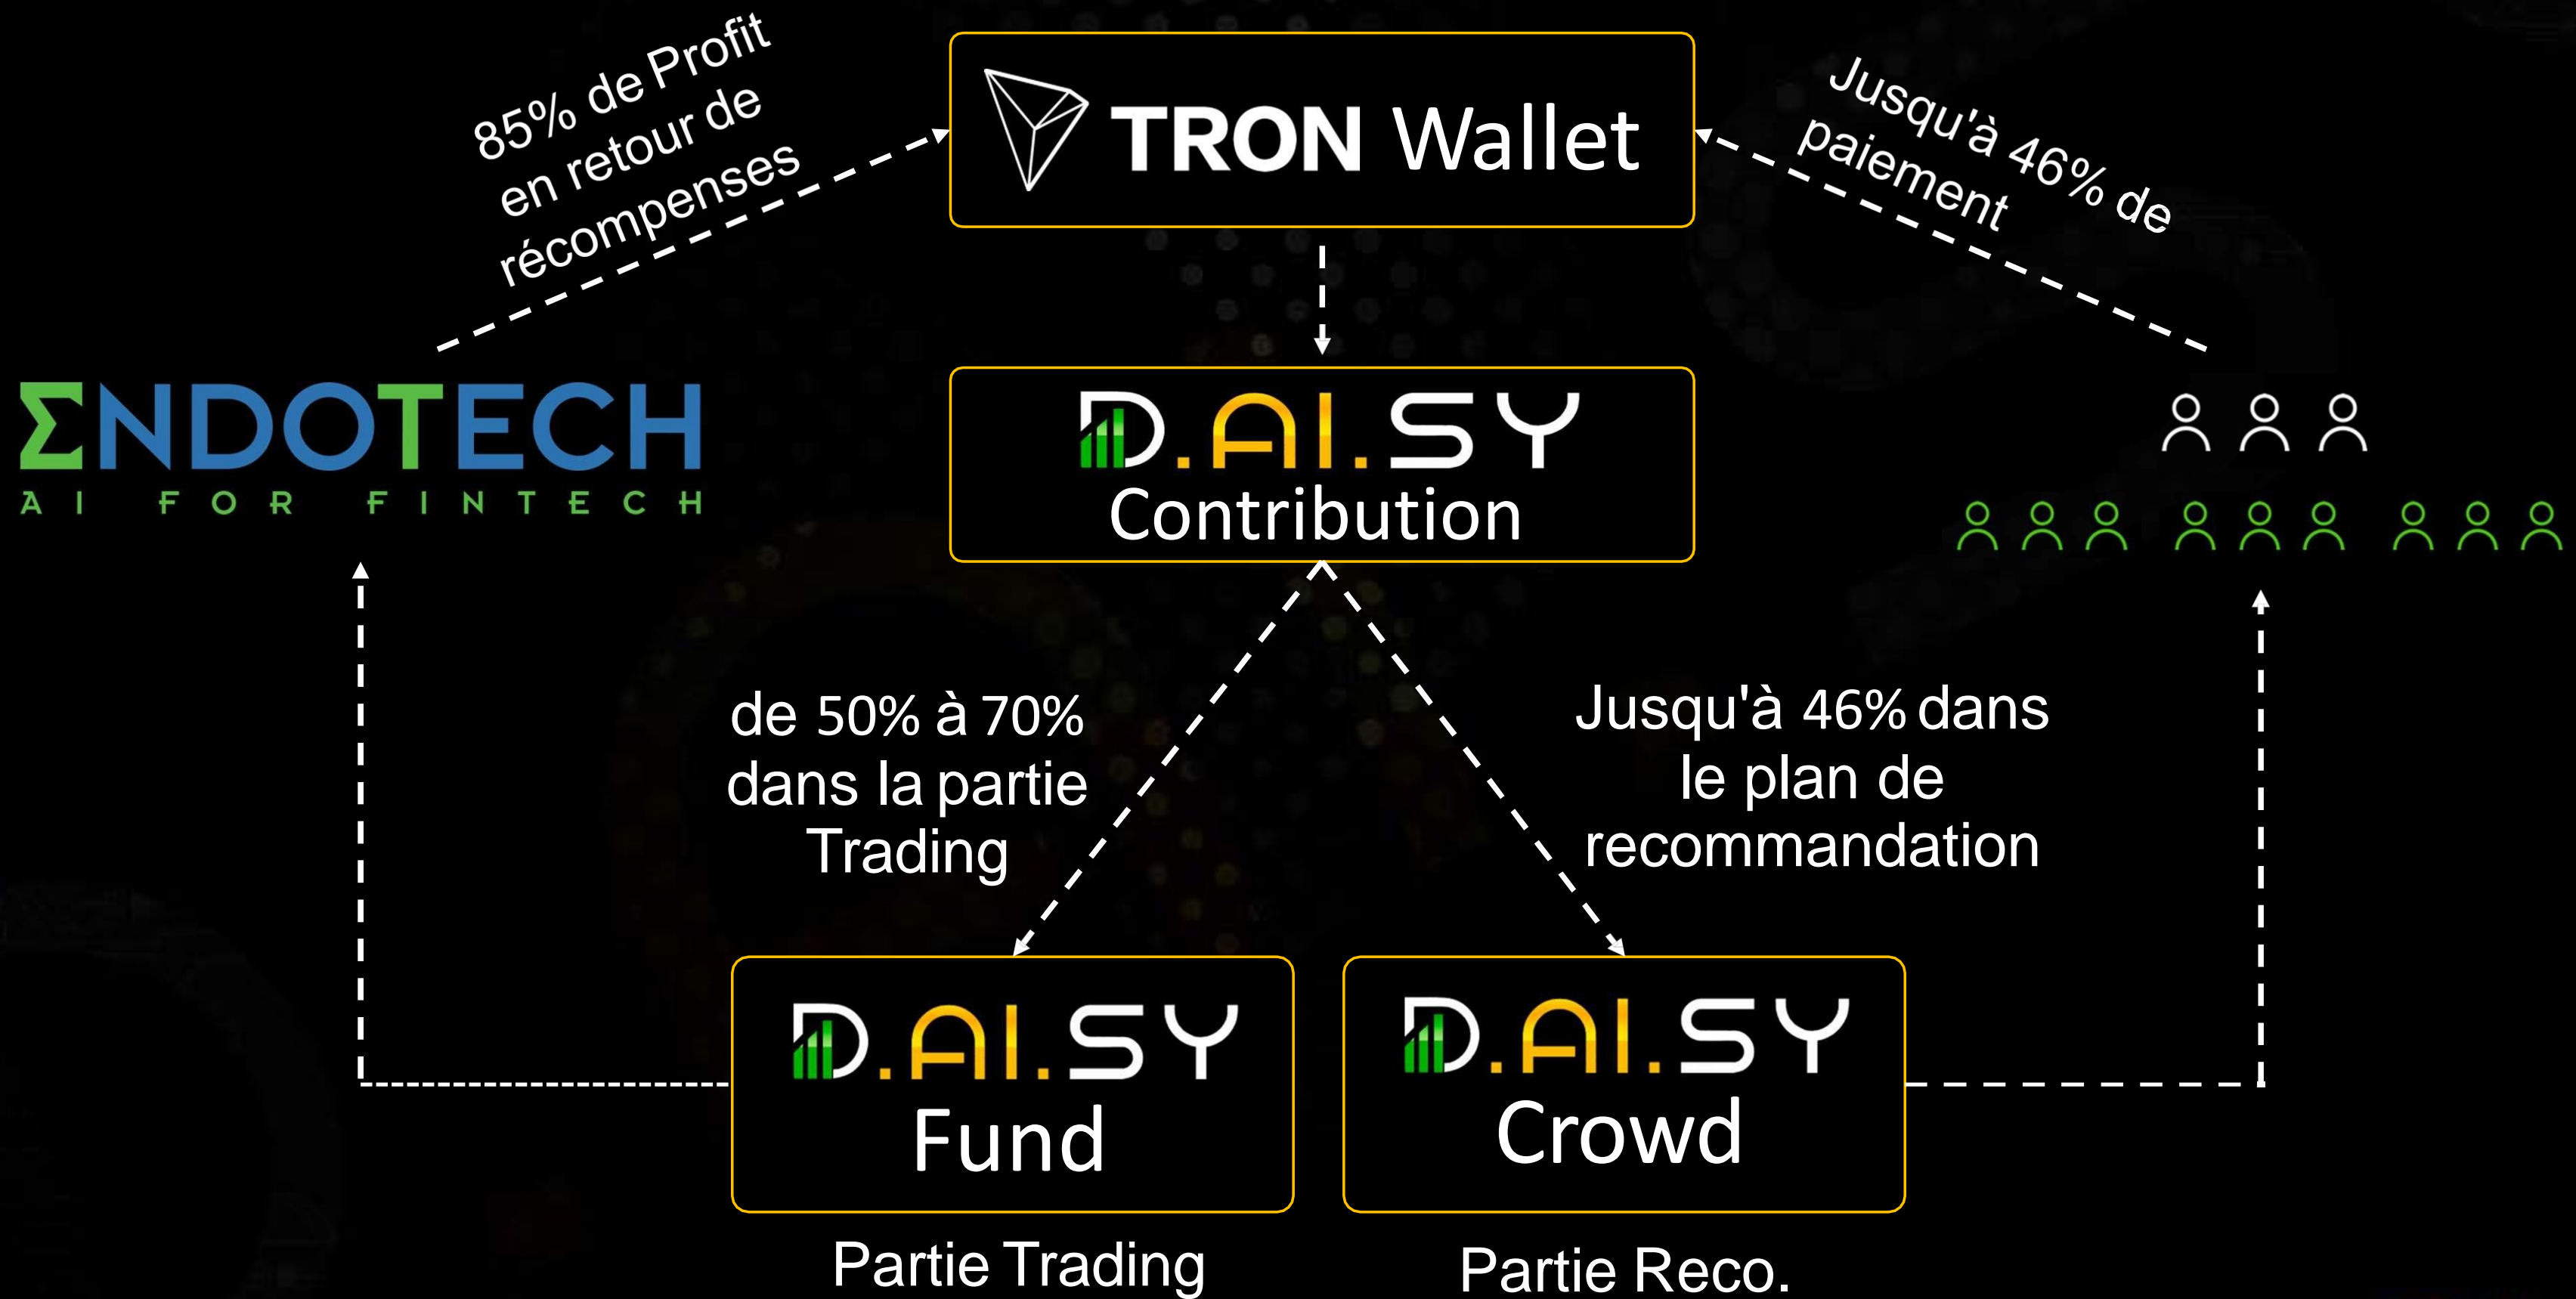 85% de Profit
en retour de
récompenses
TRON Wallet
Jusqu'à 46% de
paiement
ΣNDOTECH
AI FOR FINTECH
D.AI.SY
Contribution
de 50% à 70%
dans la partie
Trading
Jusqu'à 46% dans
le plan de
recommandation
D.AI.SY
Fund
D.AI.SY
Crowd
Partie Trading
Partie Reco.